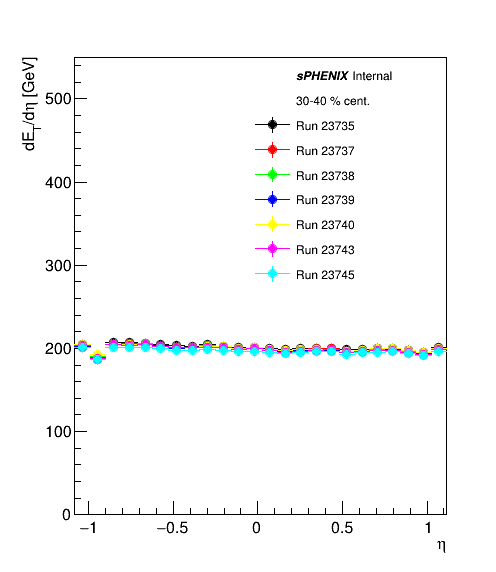 sPHENIX Internal
30-40 % cent.
Run 23735
Run 23737
Run 23738
Run 23739
Run 23740
Run 23743
Run 23745
dE_T/dη [GeV]
500
400
300
200
100
0
−1
−0.5
0
0.5
1
η